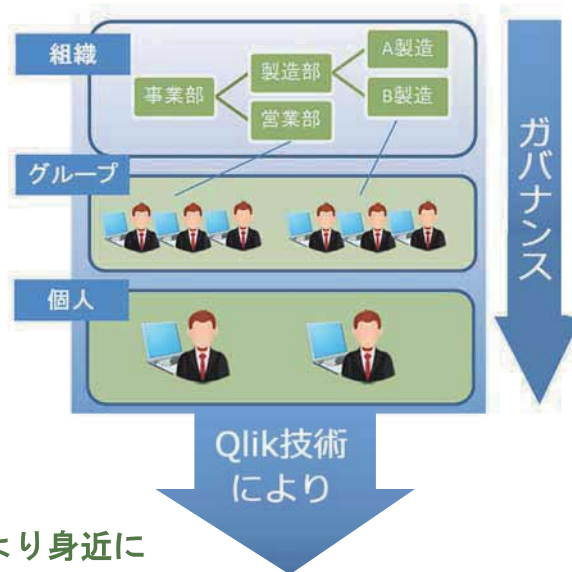 組織
事業部
製造部
営業部
A製造
B製造
グループ
個人
ガバナンス
Qlik技術
により
より身近に